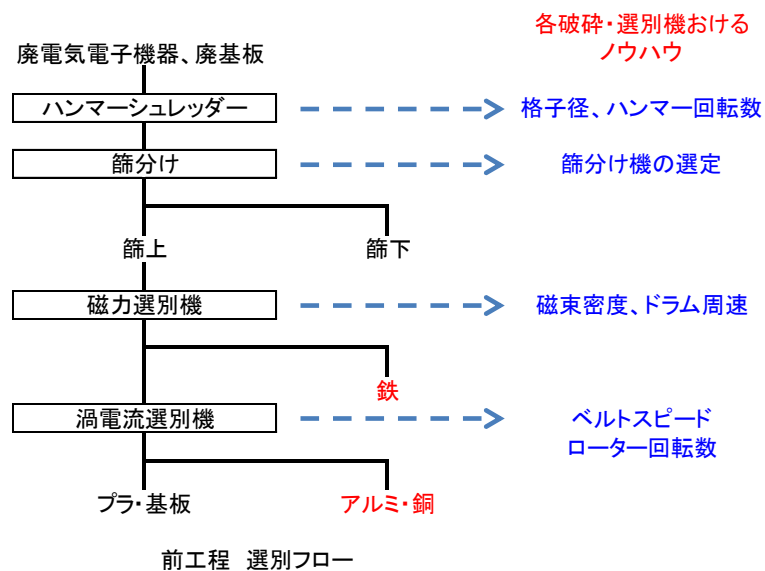 各破砕・選別機おける
ノウハウ
廃電気電子機器、廃基板
ハンマーシュレッダー
格子径、ハンマー回転数
篩分け
篩分け機の選定
篩上
篩下
磁力選別機
磁束密度、ドラム周速
鉄
渦電流選別機
ベルトスピード
ローター回転数
プラ・基板
アルミ・銅
前工程　選別フロー